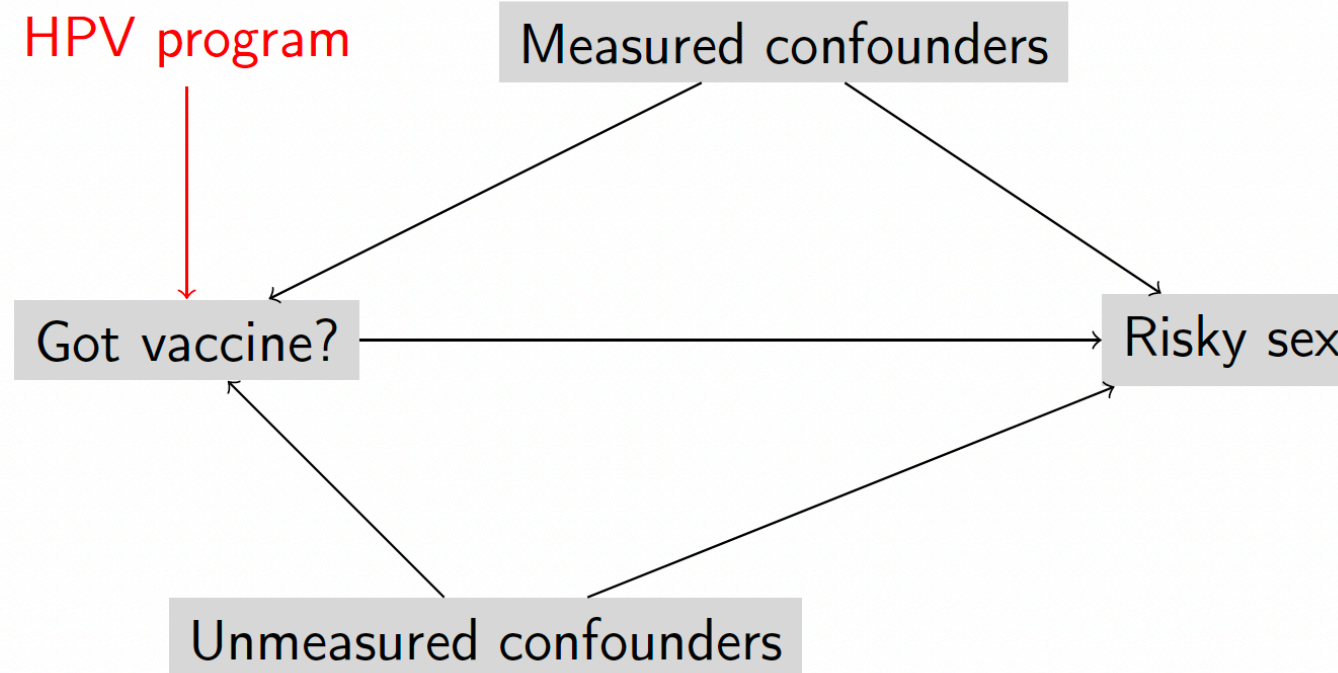 HPV program
Measured confounders
Got vaccine?
Risky sex
Unmeasured confounders